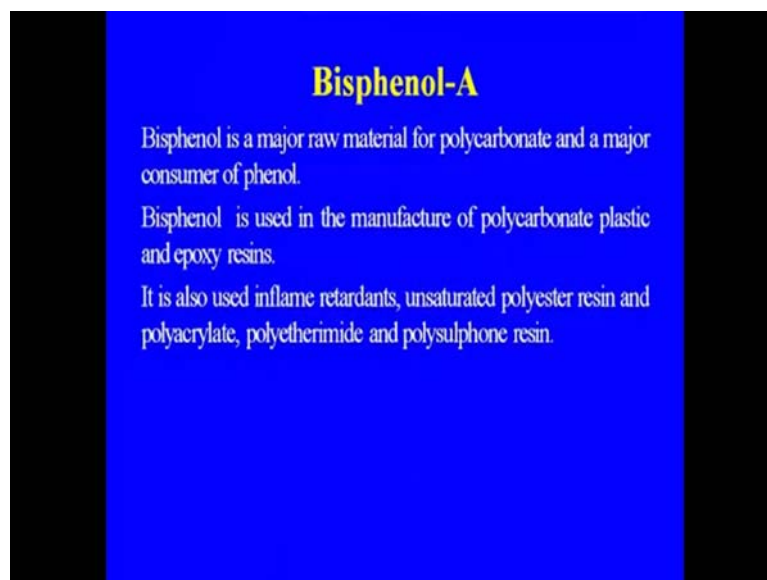 Bisphenol-A
Bisphenol is a major raw material for polycarbonate and a major
consumer of phenol.
Bisphenol is used in the manufacture of polycarbonate plastic
and epoxy resins.
It is also used inflame retardants, unsaturated polyester resin and
polyacrylate, polyetherimide and polysulphone resin.